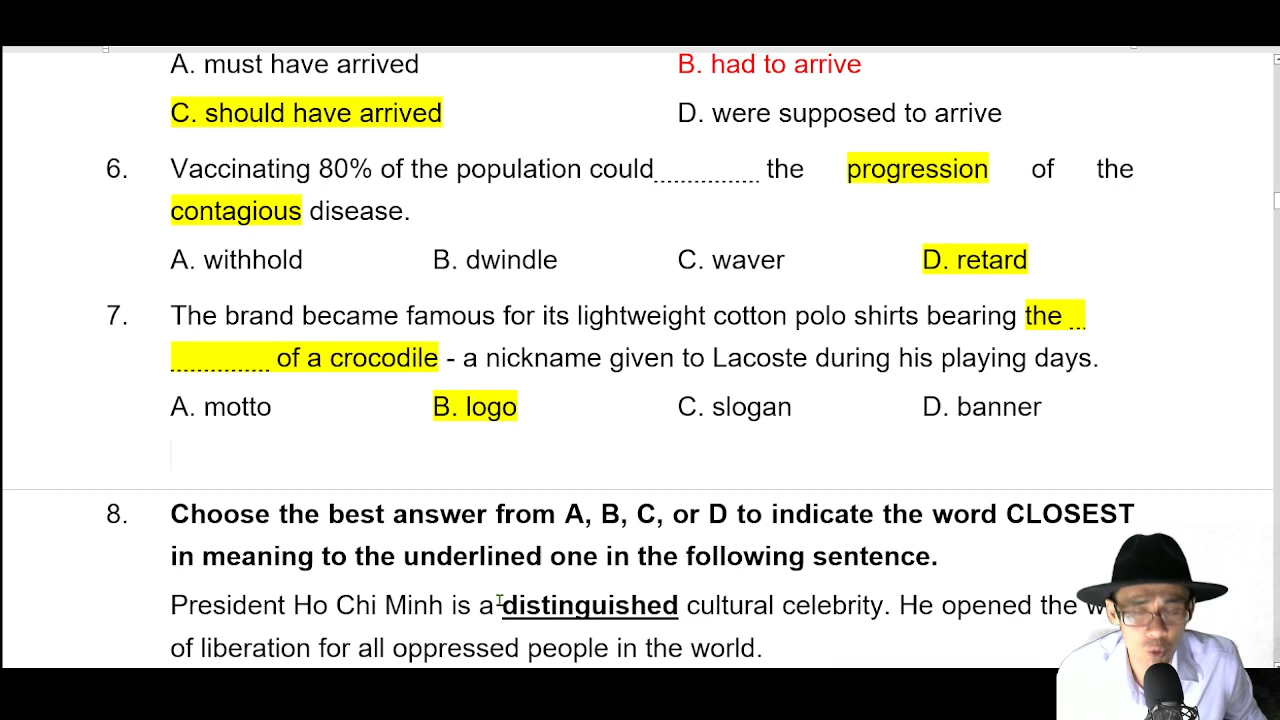 A. must have arrived B. had to arrive
C. should have arrived D. were supposed to arrive
6. Vaccinating 80% of the population could............... the progression of the
contagious disease.
A. withhold B. dwindle C. waver D. retard
7. The brand became famous for its lightweight cotton polo shirts bearing the ...
............... of a crocodile - a nickname given to Lacoste during his playing days.
A. motto B. logo C. slogan D. banner
8. Choose the best answer from A, B, C, or D to indicate the word CLOSEST
in meaning to the underlined one in the following sentence.
President Ho Chi Minh is a distinguished cultural celebrity. He opened the
of liberation for all oppressed people in the world.